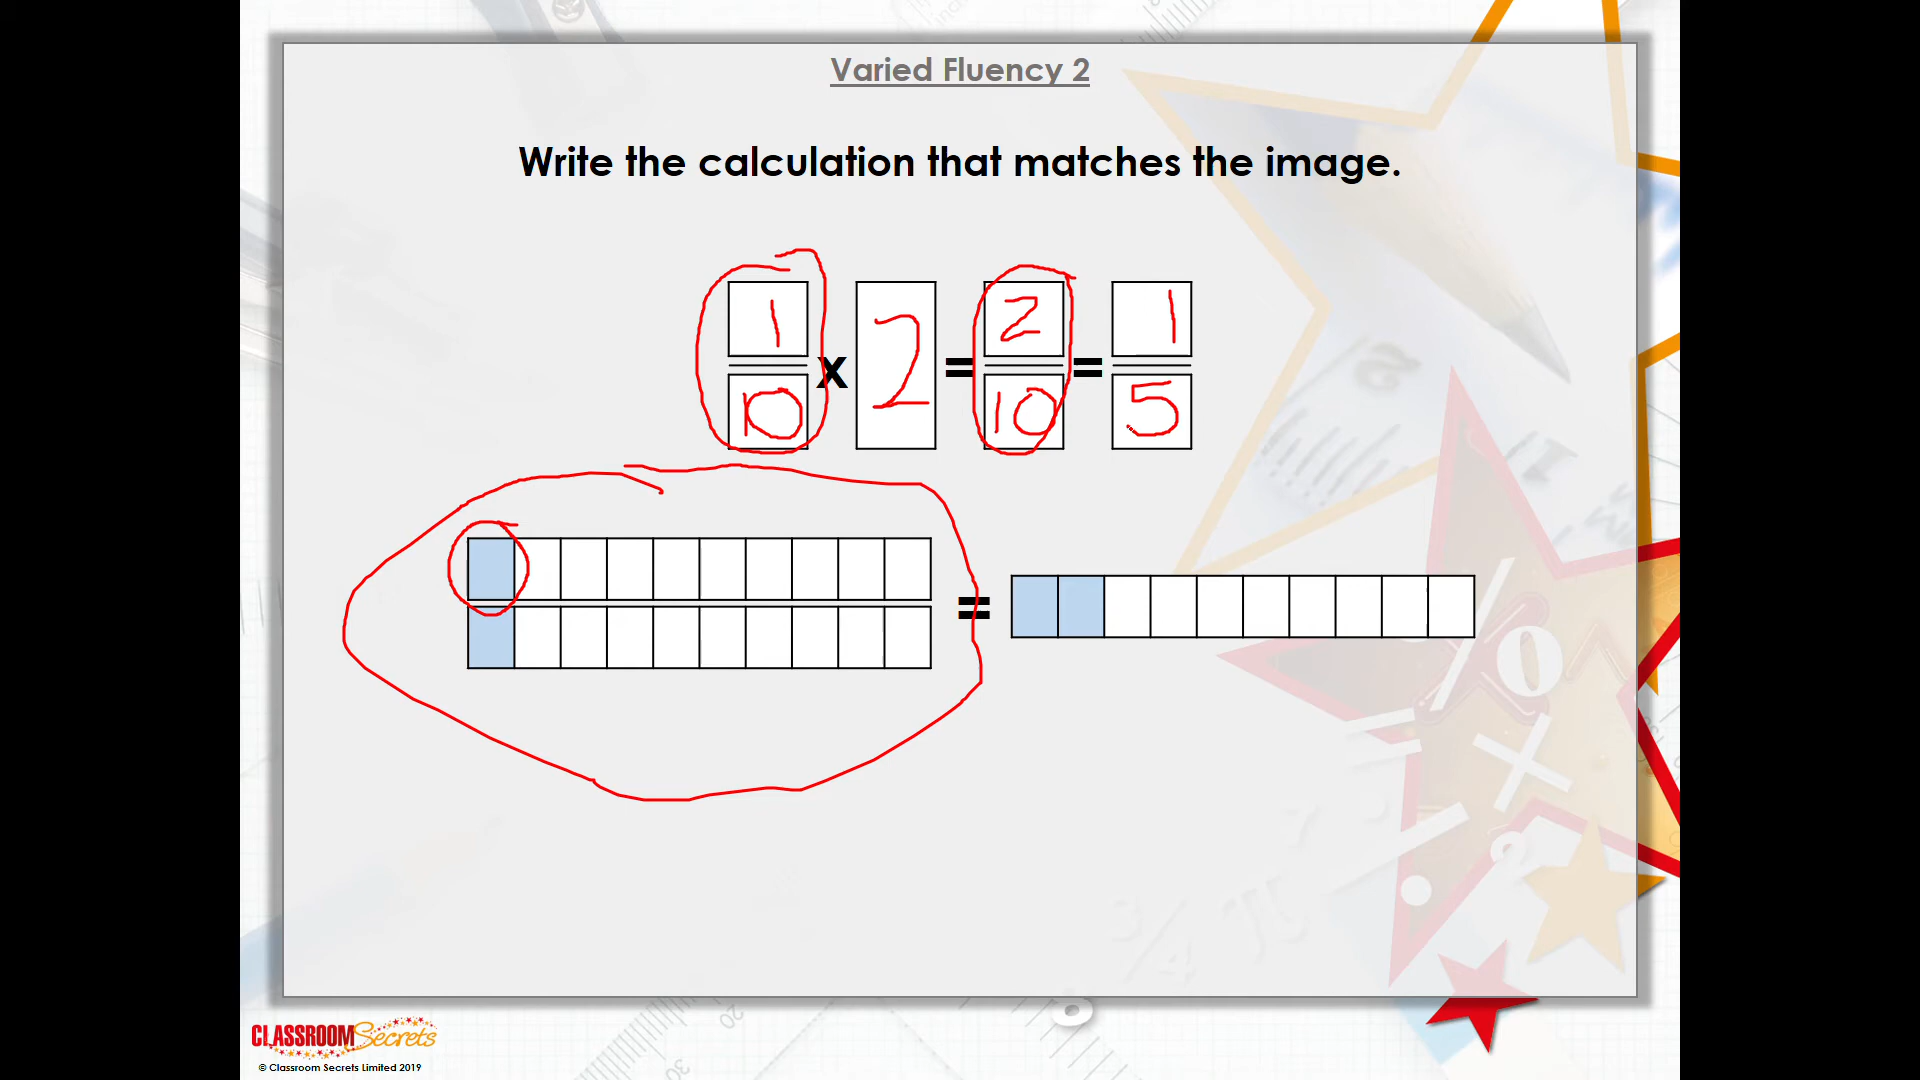 Varied Fluency 2
Write the calculation that matches the image.
1 2 1
x 2 = =
10 10 5
=
CLASSROOM Secrets
© Classroom Secrets Limited 2019